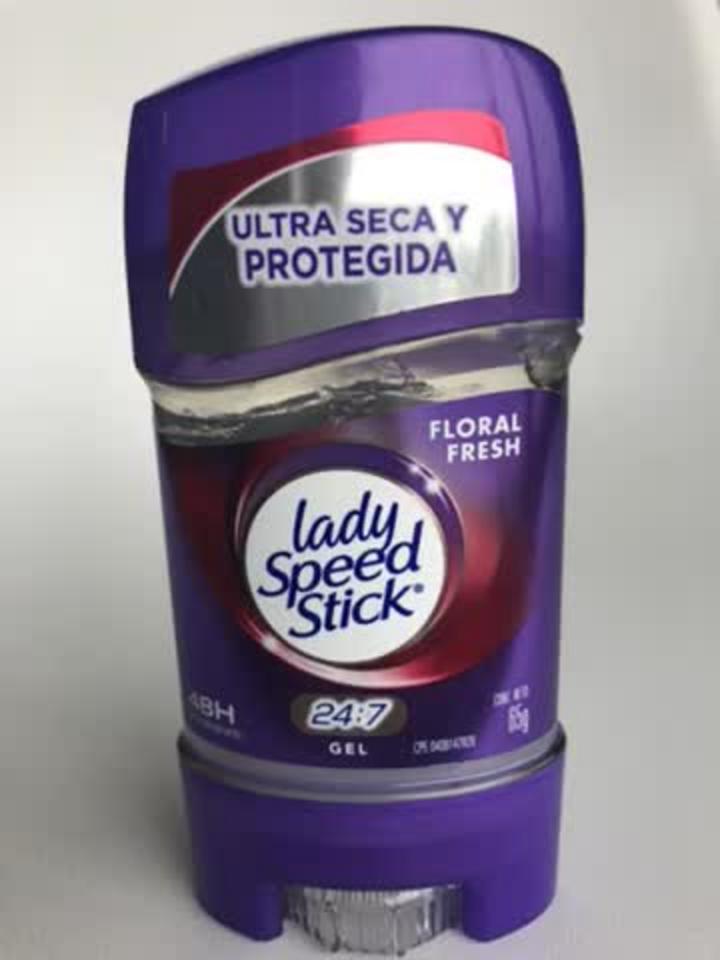 ULTRA SECA Y
PROTEGIDA
FLORAL
FRESH
lady
Speed
Stick®
48H
24:7
GEL
65g